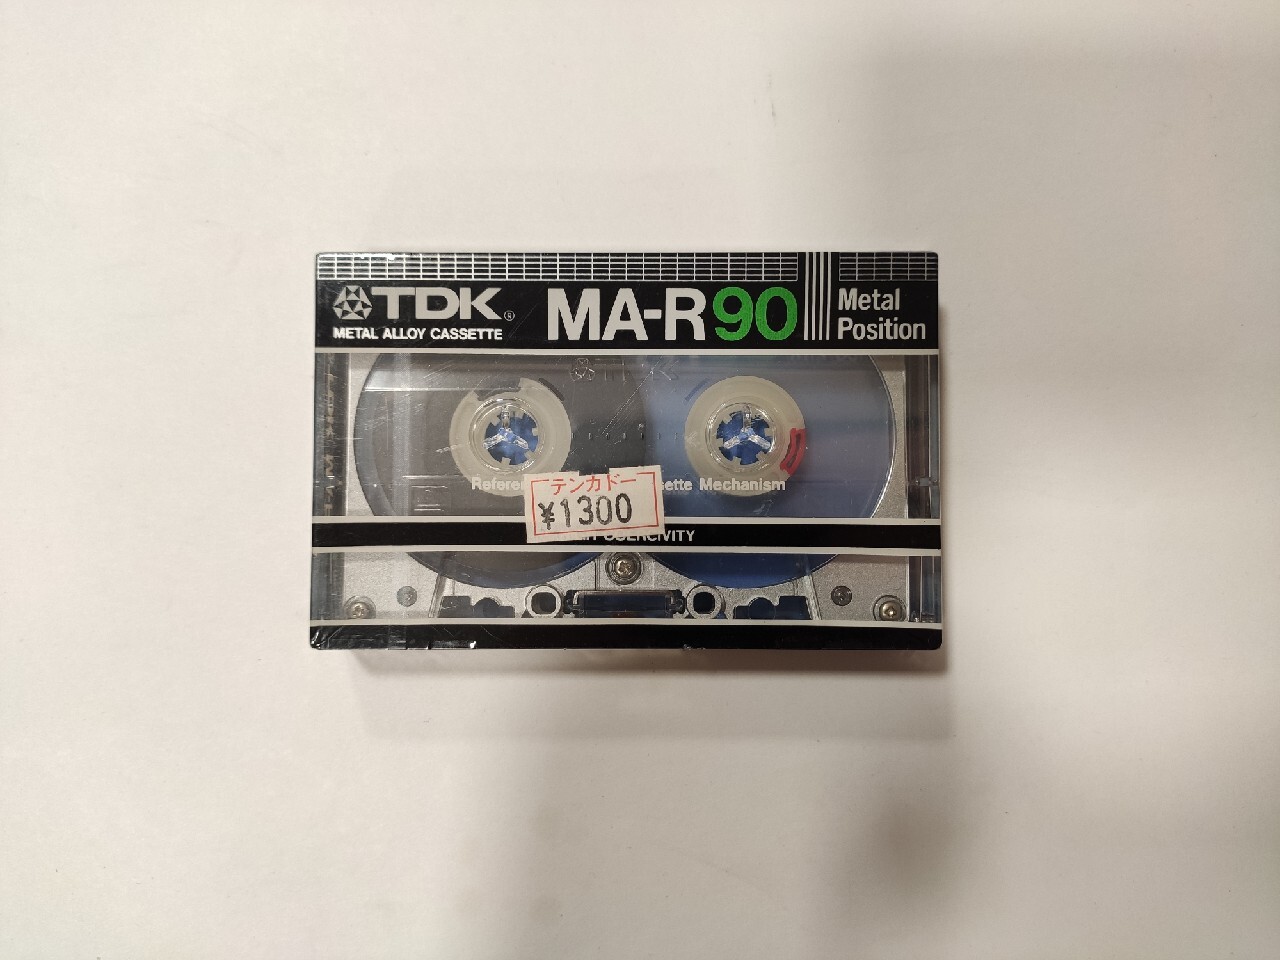 TDK®
METAL ALLOY CASSETTE
MA-R90
Metal
Position
Mechanism
テンカドー
¥1300